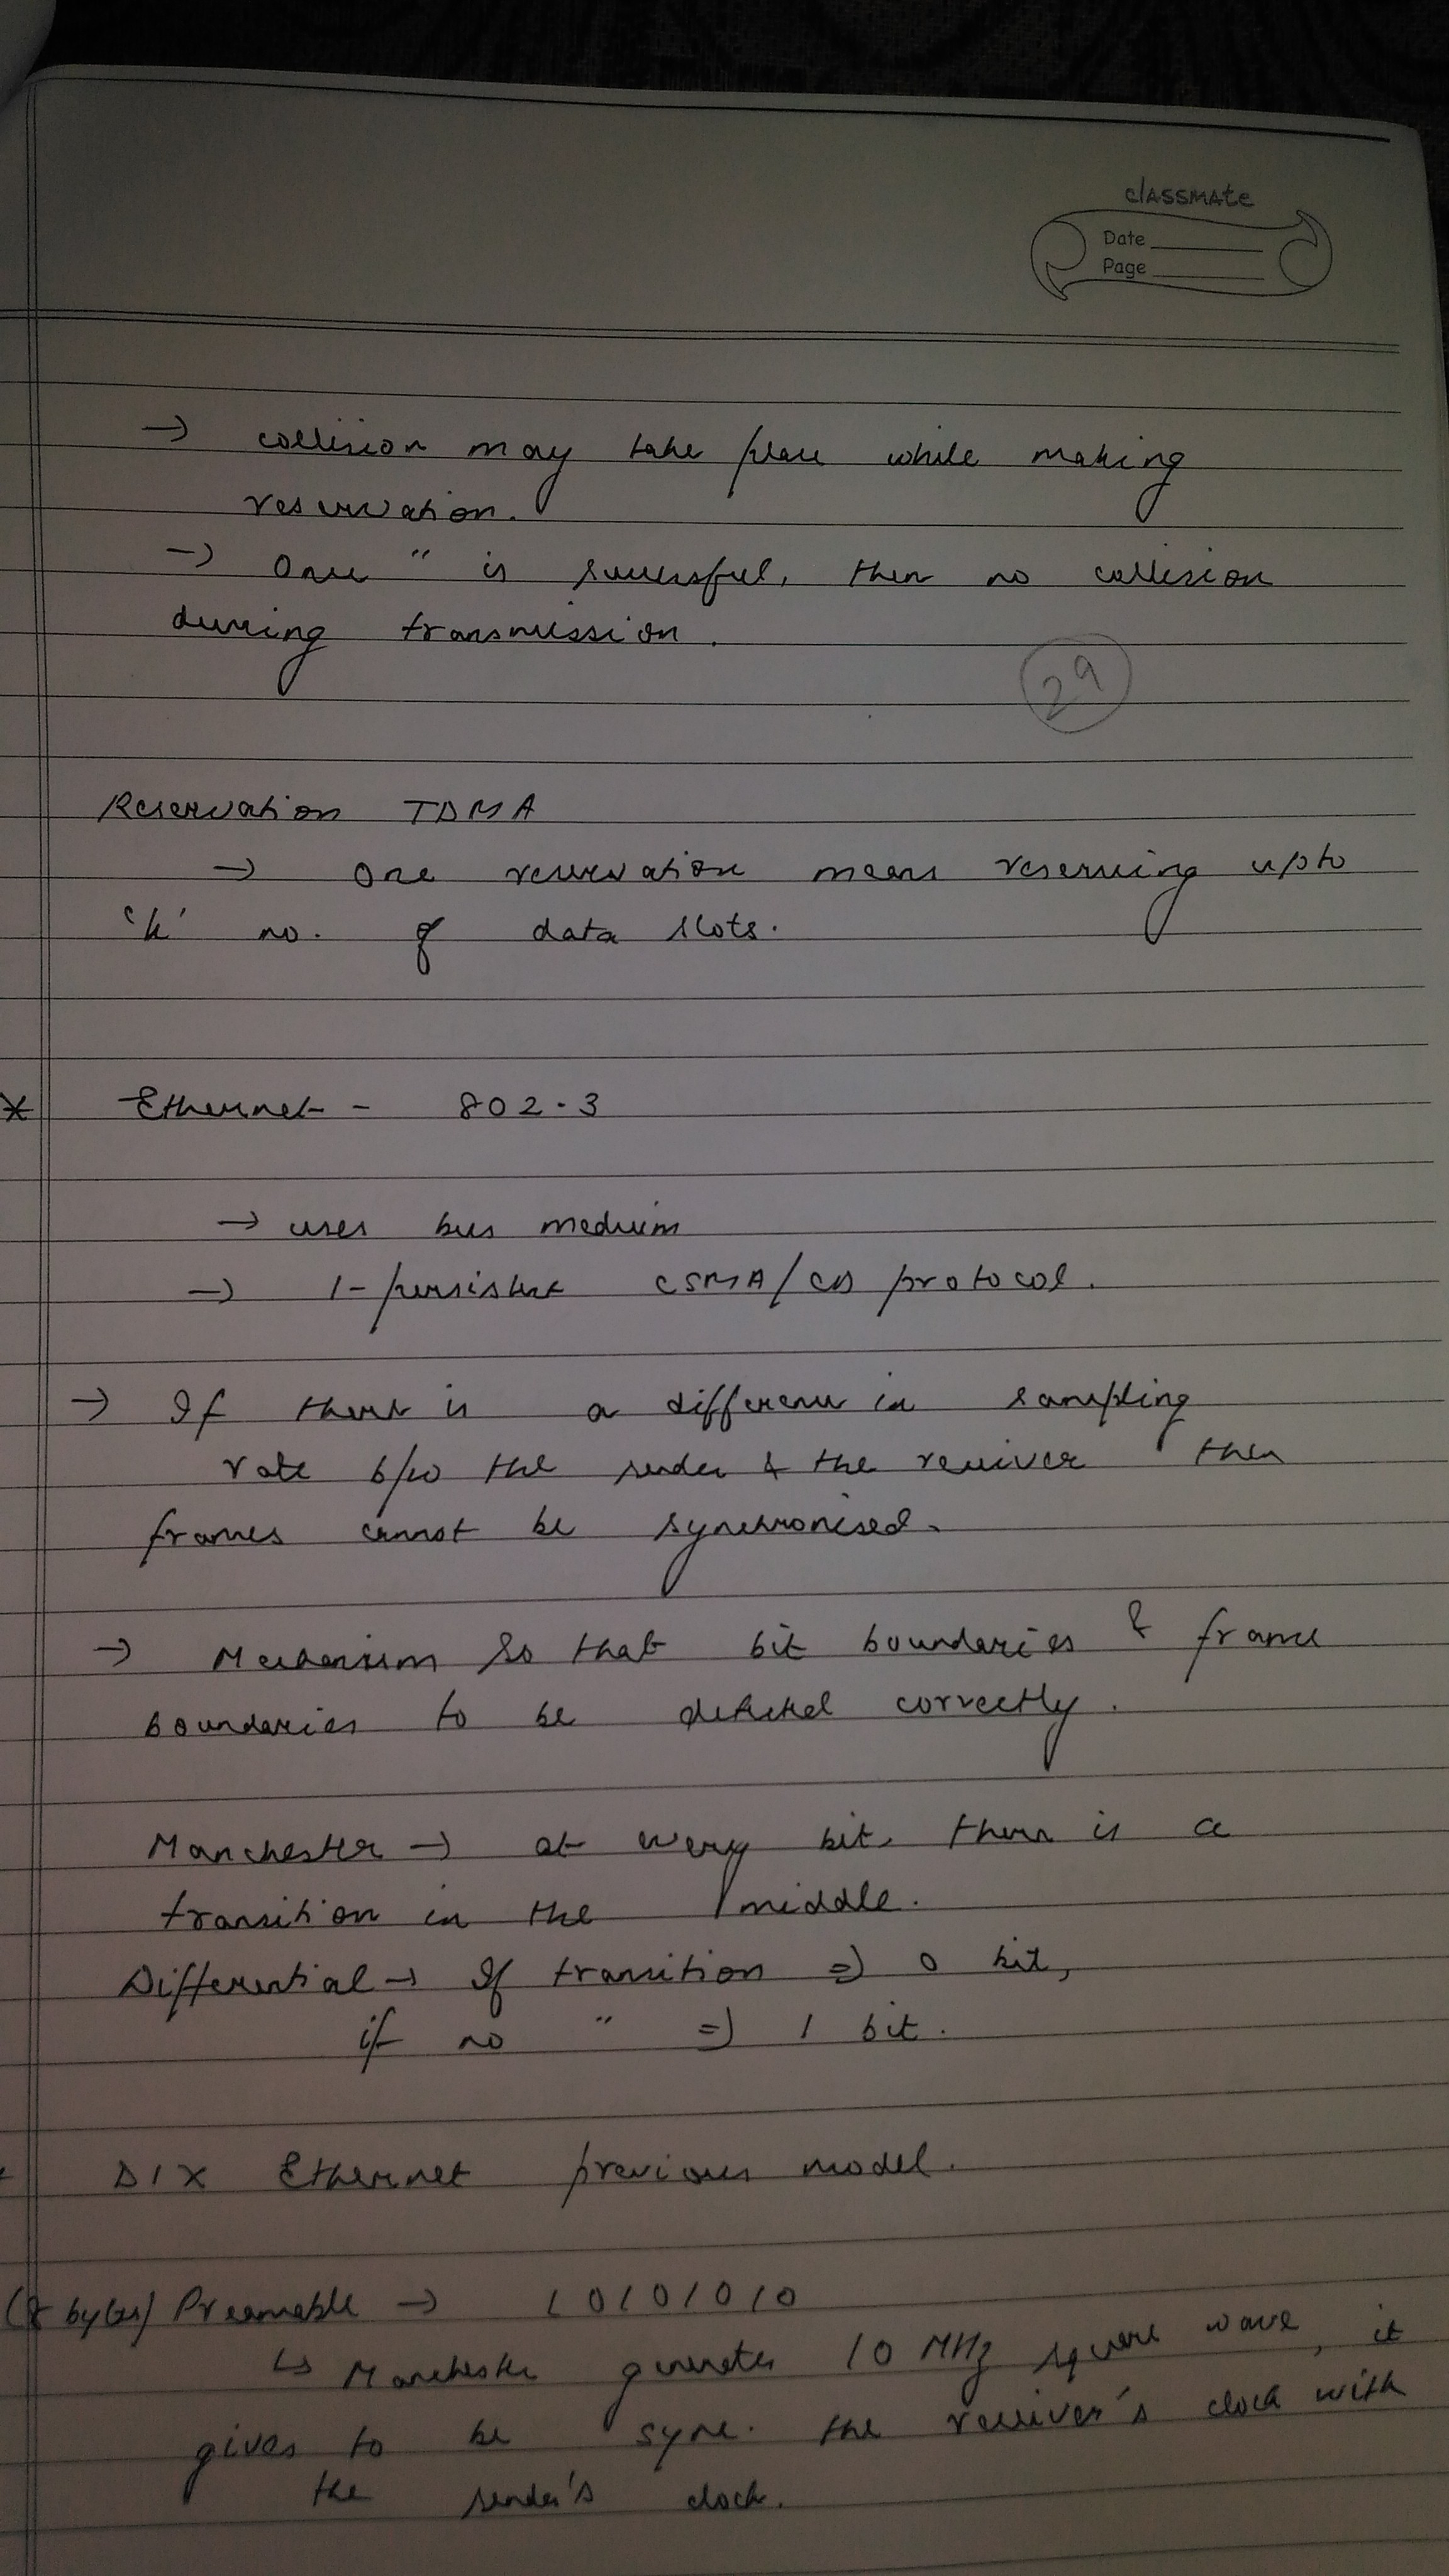 classmate
Date
Page
→ collision may take place while making
reservation.
→ Once " is successful, then no collision
during transmission.
29
Reservation TDMA
→ One reservation means reserving upto
'k' no. of data slots.
* Ethernet - 802.3
→ uses bus medium
→ 1-persistent CSMA/CD protocol.
→ If there is a difference in sampling
rate b/w the sender & the receiver then
frames cannot be synchronised.
→ Mechanism so that bit boundaries & frame
boundaries to be detected correctly.
Manchester → at every bit, there is a
transition in the middle.
Differential → If transition ⇒ 0 bit,
if no " ⇒ 1 bit.
DIX Ethernet previous model.
(8 bytes) Preamable → 10101010
↳ Manchester generates 10 MHz square wave, it
gives to be sync. the receiver's clock with
the sender's clock.